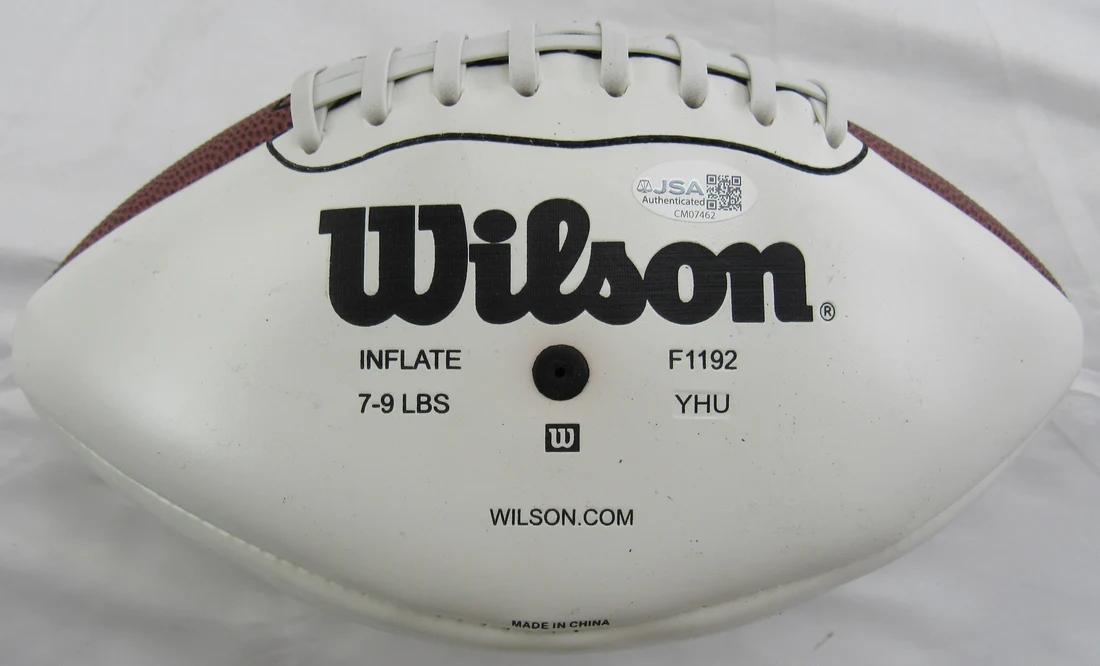 JSA
Authenticated
CM07462
Wilson®
INFLATE
F1192
7-9 LBS
YHU
W
WILSON.COM
MADE IN CHINA